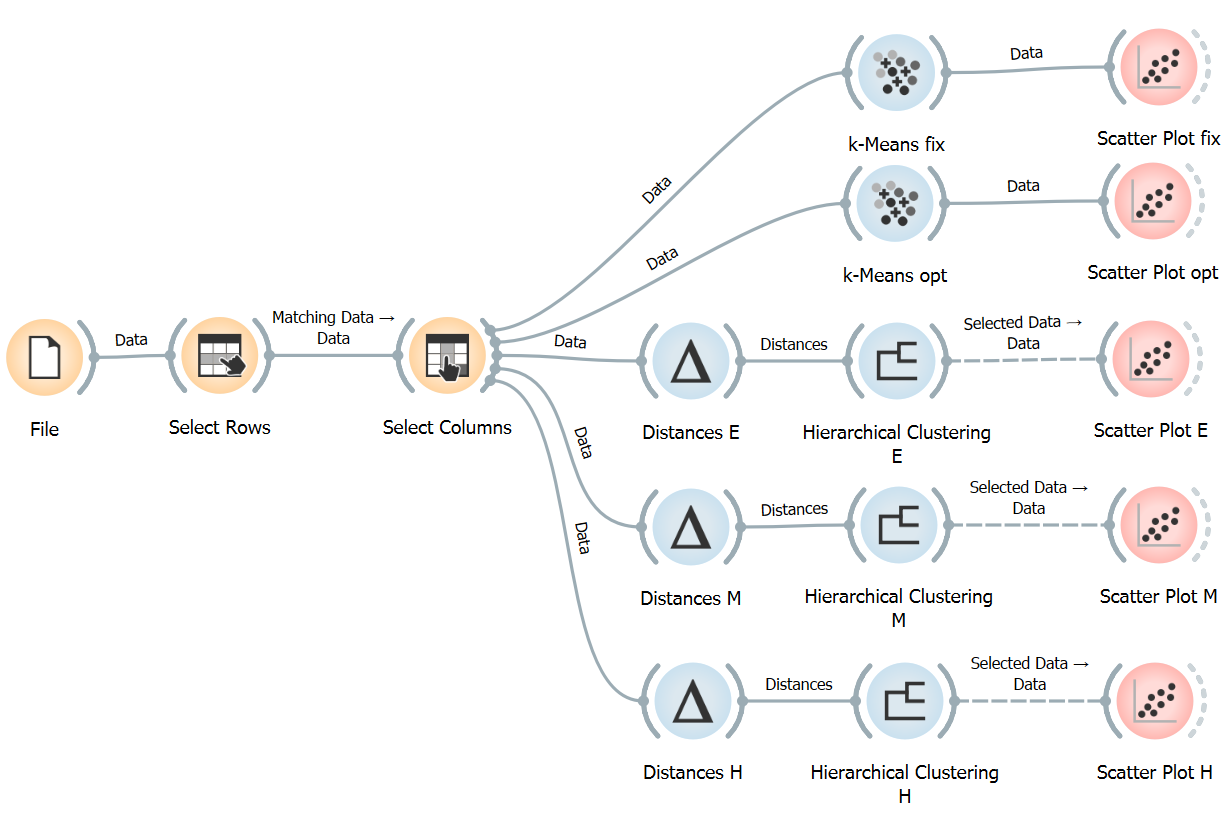 Data
k-Means fix
Scatter Plot fix
Data
Data
k-Means opt
Scatter Plot opt
Data
Data
File
Data
Select Rows
Matching Data →
Data
Select Columns
Data
Distances E
Distances
Hierarchical Clustering
E
Selected Data →
Data
Scatter Plot E
Data
Distances M
Distances
Hierarchical Clustering
M
Selected Data →
Data
Scatter Plot M
Data
Distances H
Distances
Hierarchical Clustering
H
Selected Data →
Data
Scatter Plot H